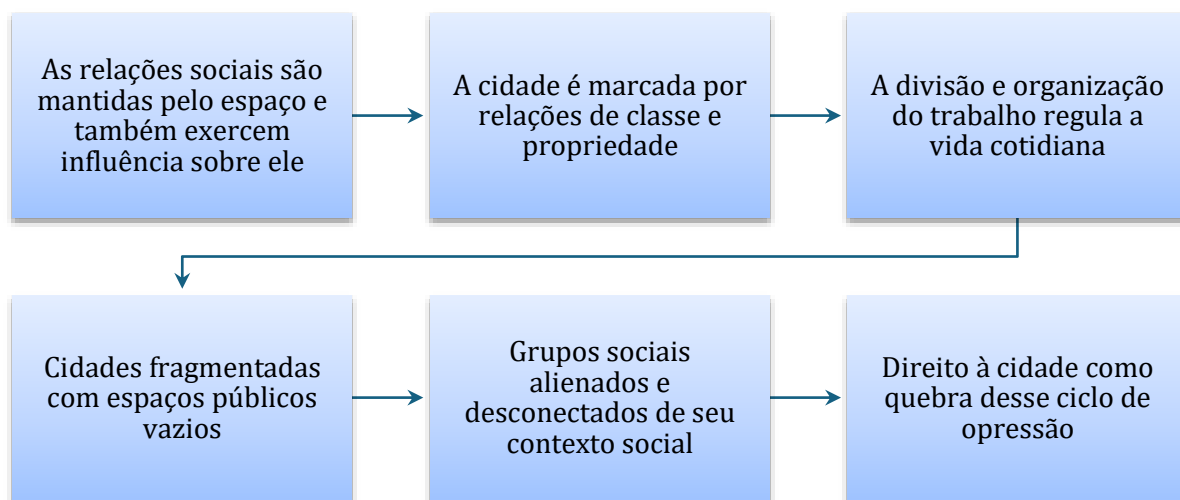 As relações sociais são
mantidas pelo espaço e
também exercem
influência sobre ele
A cidade é marcada por
relações de classe e
propriedade
A divisão e organização
do trabalho regula a
vida cotidiana
Cidades fragmentadas
com espaços públicos
vazios
Grupos sociais
alienados e
desconectados de seu
contexto social
Direito à cidade como
quebra desse ciclo de
opressão